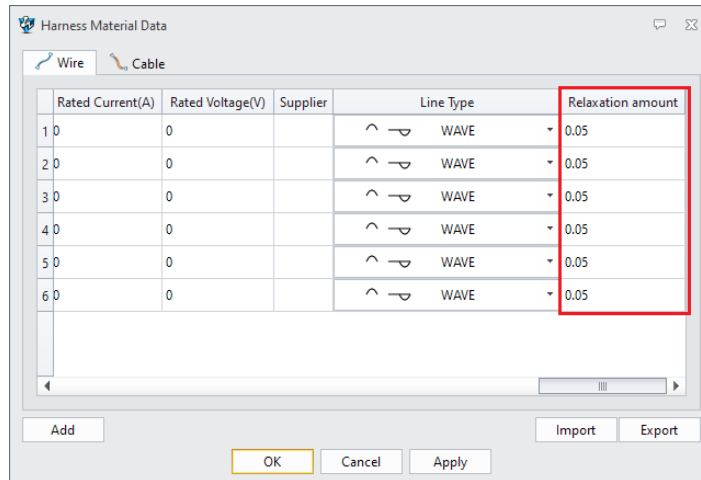 Harness Material Data
Wire Cable
Rated Current(A) Rated Voltage(V) Supplier Line Type Relaxation amount
1 0 0 WAVE 0.05
2 0 0 WAVE 0.05
3 0 0 WAVE 0.05
4 0 0 WAVE 0.05
5 0 0 WAVE 0.05
6 0 0 WAVE 0.05
Add Import Export
OK Cancel Apply